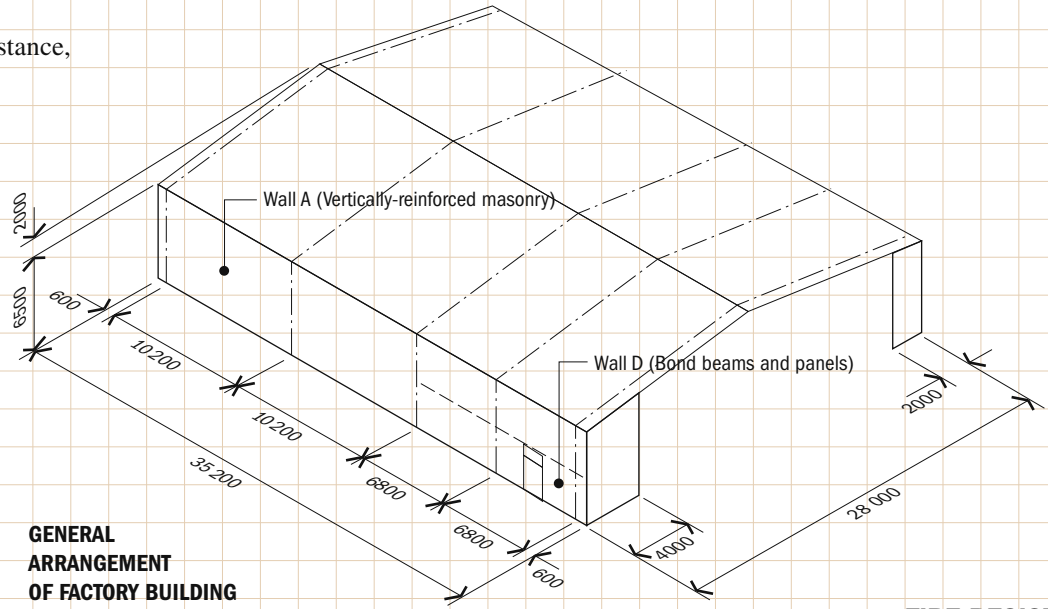 stance,
Wall A (Vertically-reinforced masonry)
2000
6500
600
10 200
10 200
35 200
6800
6800
600
Wall D (Bond beams and panels)
2000
4000
28 000
GENERAL
ARRANGEMENT
OF FACTORY BUILDING